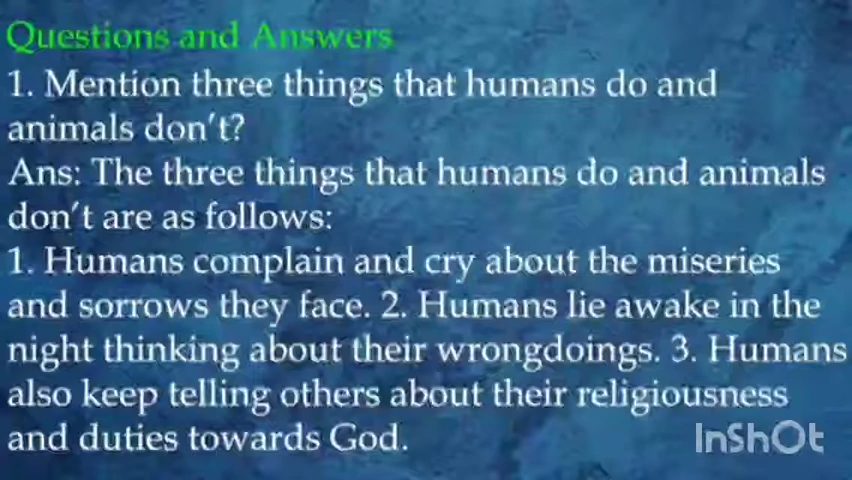 Questions and Answers
1. Mention three things that humans do and
animals don't?
Ans: The three things that humans do and animals
don't are as follows:
1. Humans complain and cry about the miseries
and sorrows they face. 2. Humans lie awake in the
night thinking about their wrongdoings. 3. Humans
also keep telling others about their religiousness
and duties towards God.
InShOt